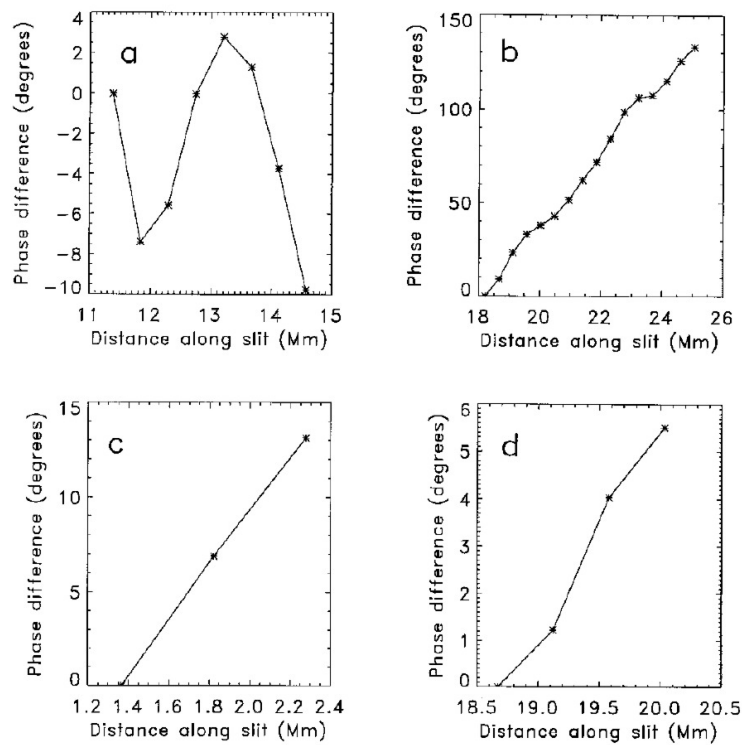 a
Phase difference (degrees)
4
2
0
-2
-4
-6
-8
-10
11 12 13 14 15
Distance along slit (Mm)
b
Phase difference (degrees)
150
100
50
0
18 20 22 24 26
Distance along slit (Mm)
c
Phase difference (degrees)
15
10
5
0
1.2 1.4 1.6 1.8 2.0 2.2 2.4
Distance along slit (Mm)
d
Phase difference (degrees)
6
5
4
3
2
1
0
18.5 19.0 19.5 20.0 20.5
Distance along slit (Mm)